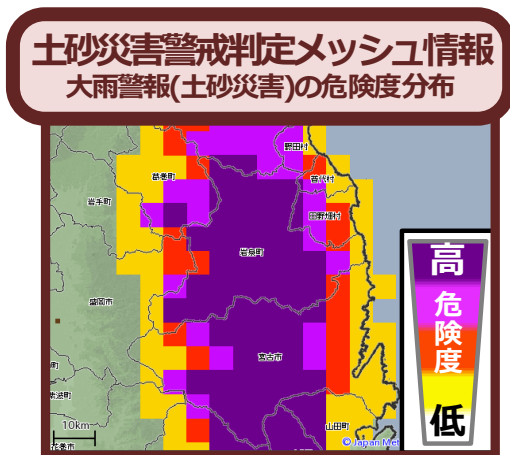 土砂災害警戒判定メッシュ情報
大雨警報(土砂災害)の危険度分布
野田村
葛巻町
普代村
岩手町
田野畑村
岩泉町
盛岡市
宮古市
山田町
10km
花巻市
© Japan Met
高
危険度
低